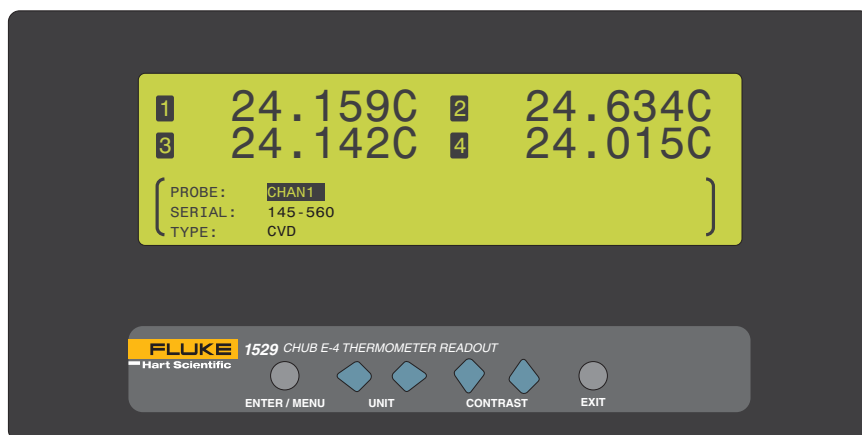 1 24.159C 2 24.634C
3 24.142C 4 24.015C
PROBE: CHAN1
SERIAL: 145-560
TYPE: CVD
FLUKE 1529 CHUB E-4 THERMOMETER READOUT
Hart Scientific
ENTER / MENU UNIT CONTRAST EXIT